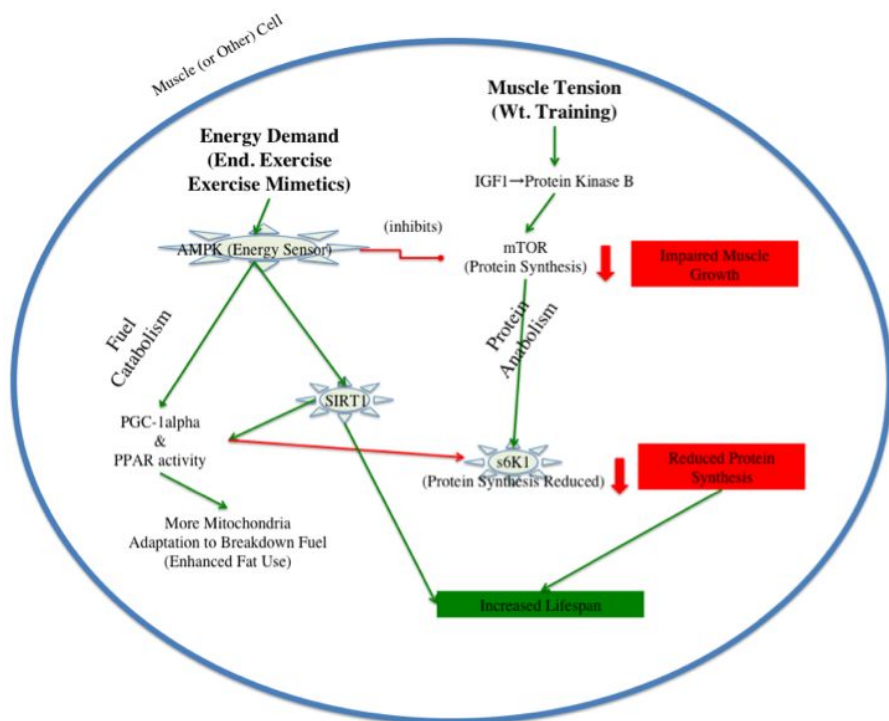 Muscle (or Other) Cell
Muscle Tension
(Wt. Training)
Energy Demand
(End. Exercise
Exercise Mimetics)
IGF1→Protein Kinase B
(inhibits)
AMPK (Energy Sensor)
mTOR
(Protein Synthesis)
Impaired Muscle
Growth
Fuel
Catabolism
Protein
Anabolism
SIRT1
PGC-1alpha
&
PPAR activity
s6K1
(Protein Synthesis Reduced)
Reduced Protein
Synthesis
More Mitochondria
Adaptation to Breakdown Fuel
(Enhanced Fat Use)
Increased Lifespan